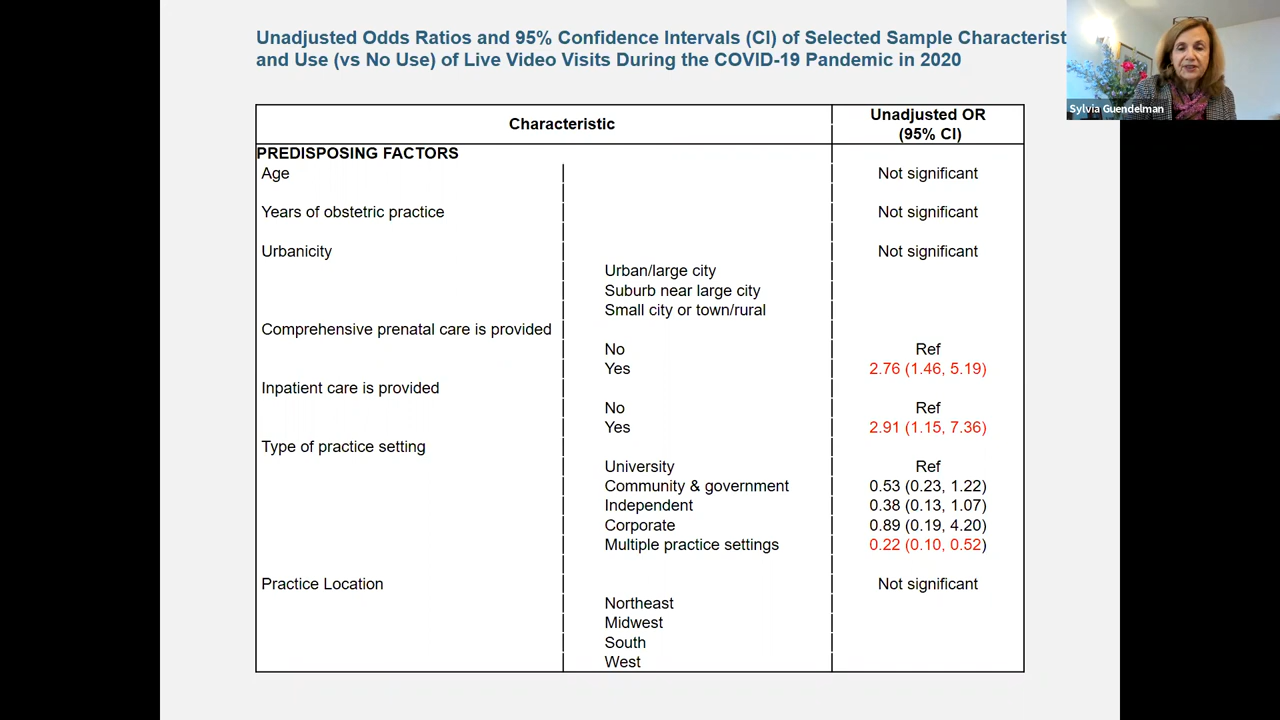 Unadjusted Odds Ratios and 95% Confidence Intervals (CI) of Selected Sample Characterist
and Use (vs No Use) of Live Video Visits During the COVID-19 Pandemic in 2020
Sylvia Guendelman
Characteristic
Unadjusted OR
(95% CI)
PREDISPOSING FACTORS
Age Not significant
Years of obstetric practice Not significant
Urbanicity Not significant
Urban/large city
Suburb near large city
Small city or town/rural
Comprehensive prenatal care is provided
No Ref
Yes 2.76 (1.46, 5.19)
Inpatient care is provided
No Ref
Yes 2.91 (1.15, 7.36)
Type of practice setting
University Ref
Community & government 0.53 (0.23, 1.22)
Independent 0.38 (0.13, 1.07)
Corporate 0.89 (0.19, 4.20)
Multiple practice settings 0.22 (0.10, 0.52)
Practice Location Not significant
Northeast
Midwest
South
West